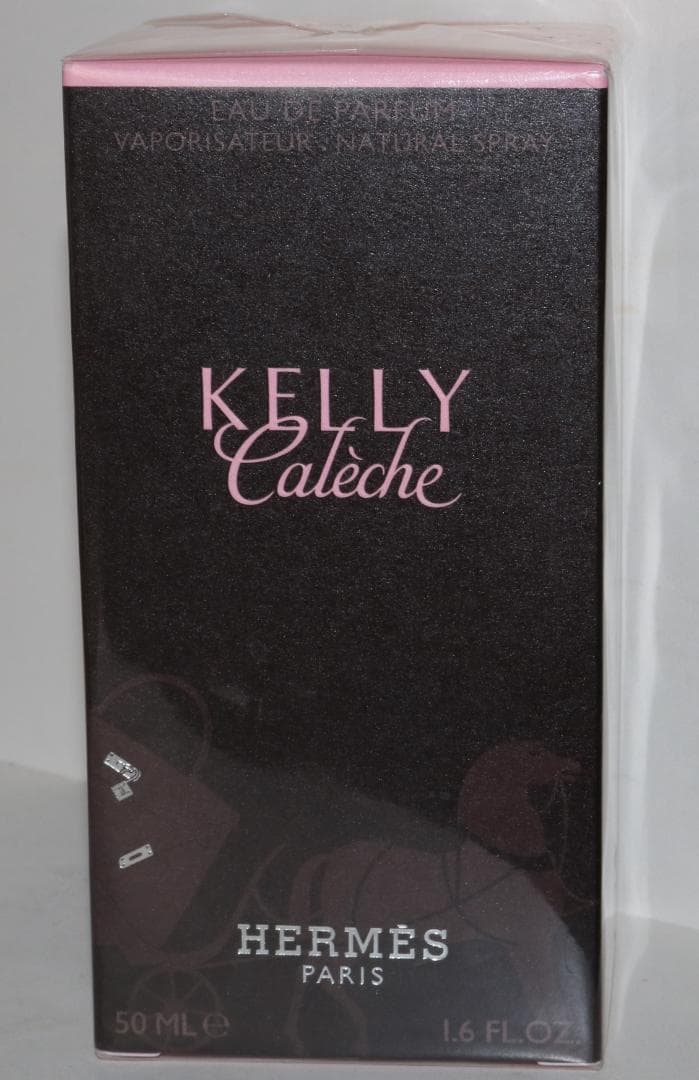 EAU DE PARFUM
VAPORISATEUR . NATURAL SPRAY
KELLY
Calèche
HERMÈS
PARIS
50 ML ℮ 1.6 FL.OZ.